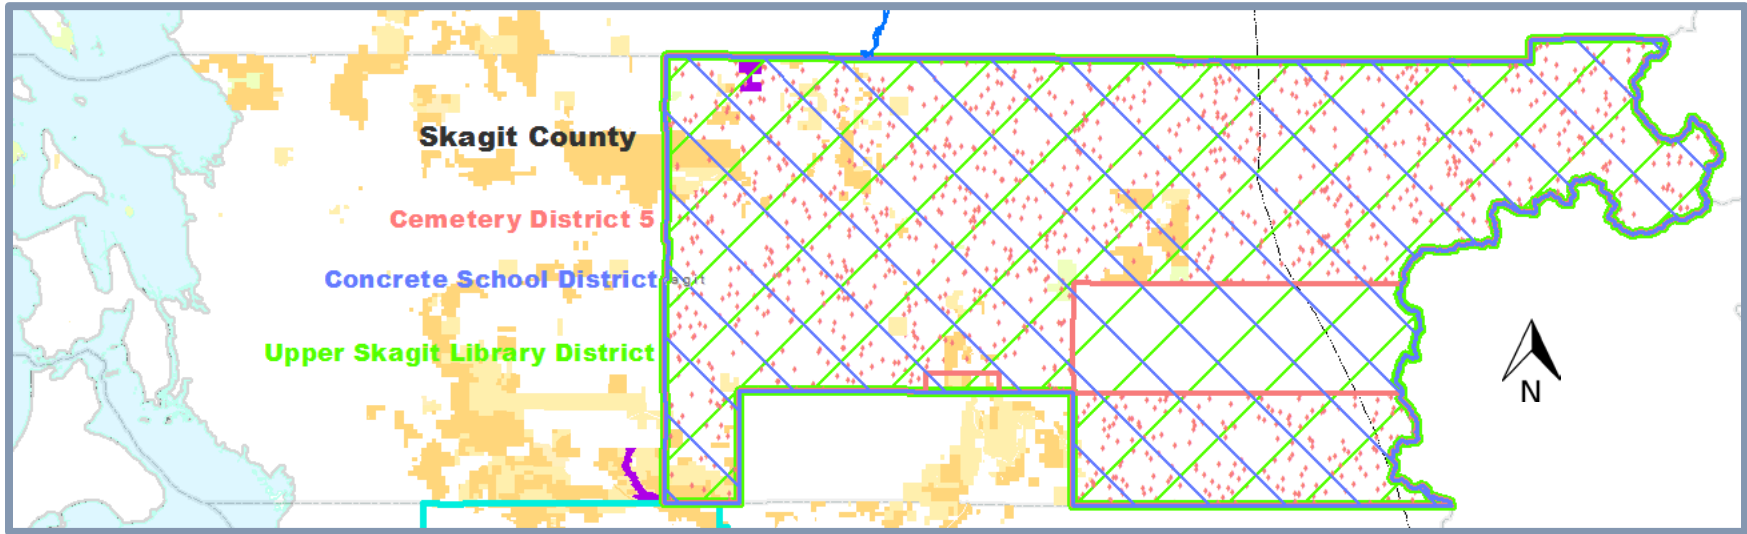 Skagit County
Cemetery District 5
Concrete School District
Upper Skagit Library District
N